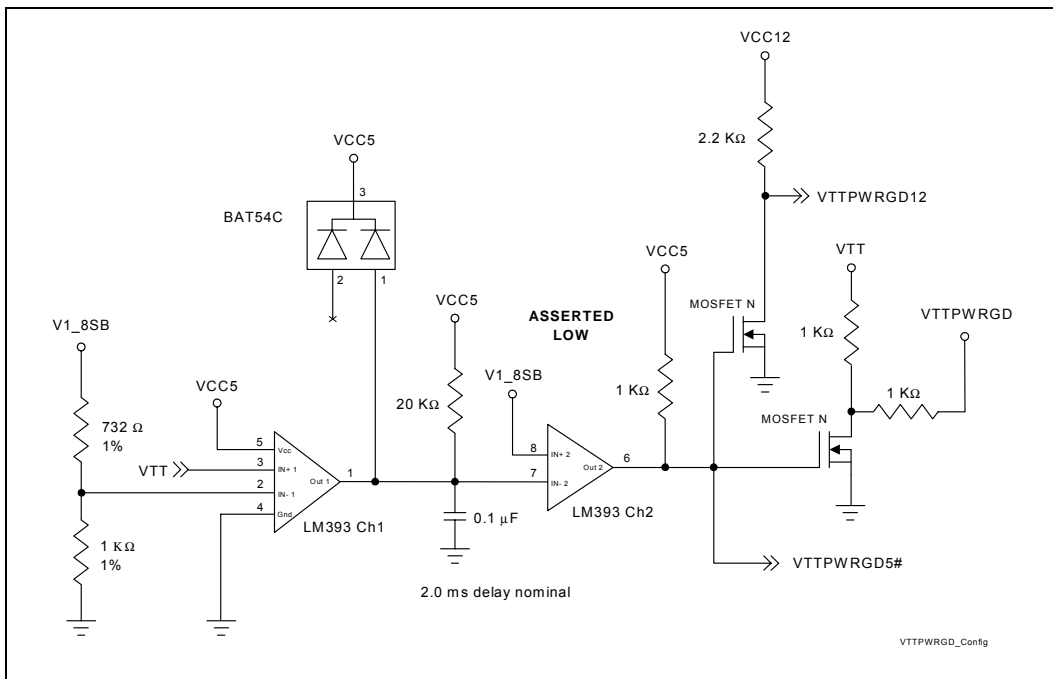 VCC12
2.2 KΩ
VTTPWRGD12
VCC5
3
BAT54C
2
1
VCC5
VTT
MOSFET N
VTTPWRGD
1 KΩ
V1_8SB
VCC5
ASSERTED
LOW
V1_8SB
1 KΩ
1 KΩ
20 KΩ
VCC5
MOSFET N
732 Ω
1%
5
Vcc
8
IN+ 2
VTT
3
IN+ 1
Out 1
1
Out 2
6
2
IN- 1
7
IN- 2
4
Gnd
LM393 Ch1
0.1 μF
LM393 Ch2
1 KΩ
1%
VTTPWRGD5#
2.0 ms delay nominal
VTTPWRGD_Config